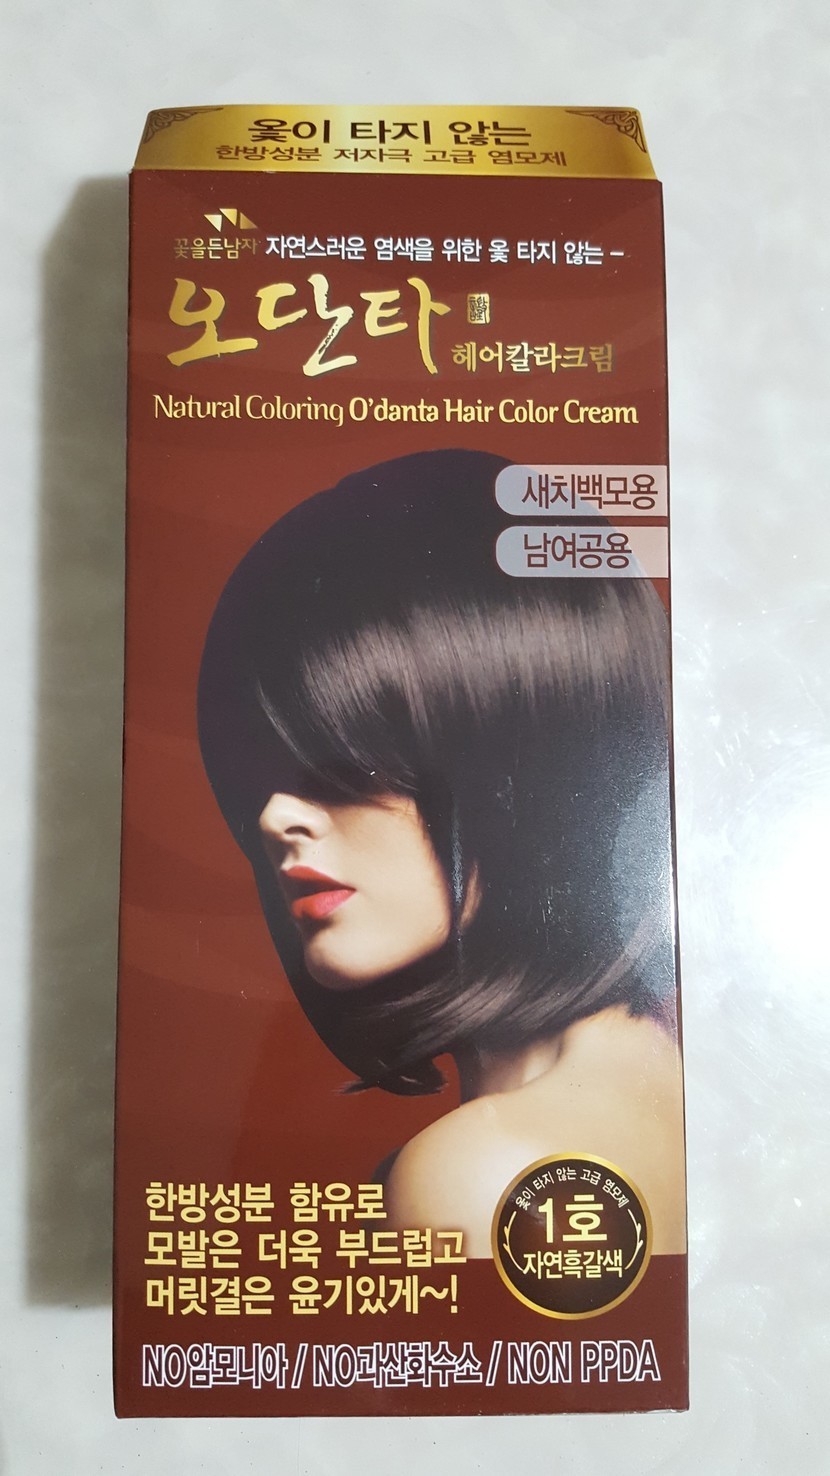 옻이 타지 않는
한방성분 저자극 고급 염모제
꽃을든남자 자연스러운 염색을 위한 옻 타지 않는 -
오단타
헤어칼라크림
Natural Coloring O'danta Hair Color Cream
새치백모용
남여공용
한방성분 함유로
모발은 더욱 부드럽고
머릿결은 윤기있게~!
옻이 타지 않는 고급 염모제
1호
자연흑갈색
NO암모니아 / NO과산화수소 / NON PPDA